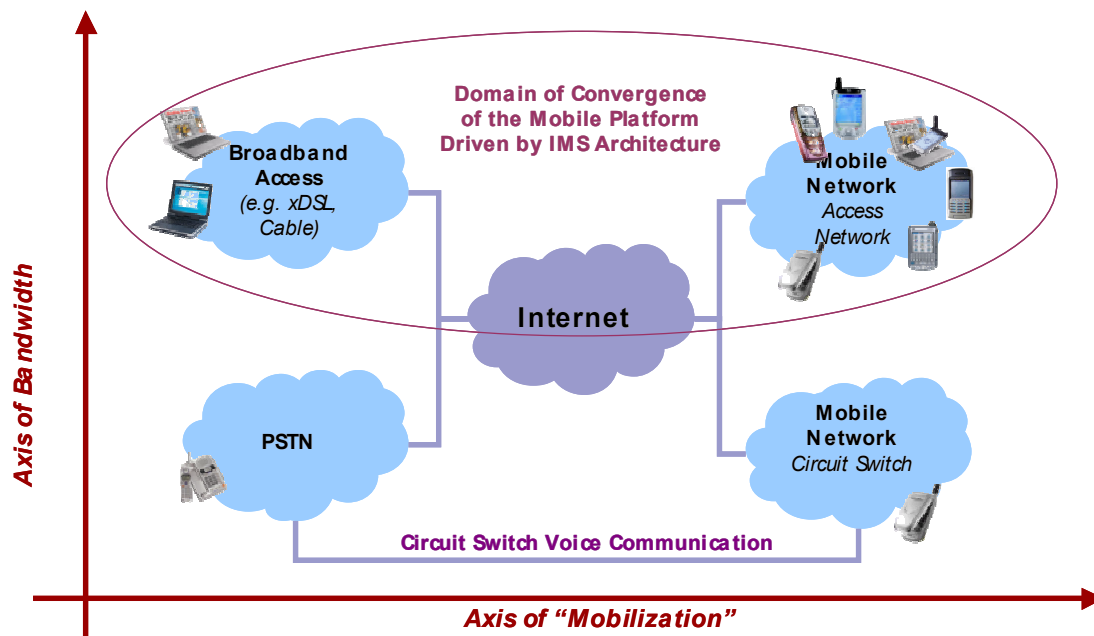 Domain of Convergence
of the Mobile Platform
Driven by IMS Architecture
Broadband
Access
(e.g. xDSL,
Cable)
Mobile
Network
Access
Network
Internet
Axis of Bandwidth
PSTN
Mobile
Network
Circuit Switch
Circuit Switch Voice Communication
Axis of “Mobilization”